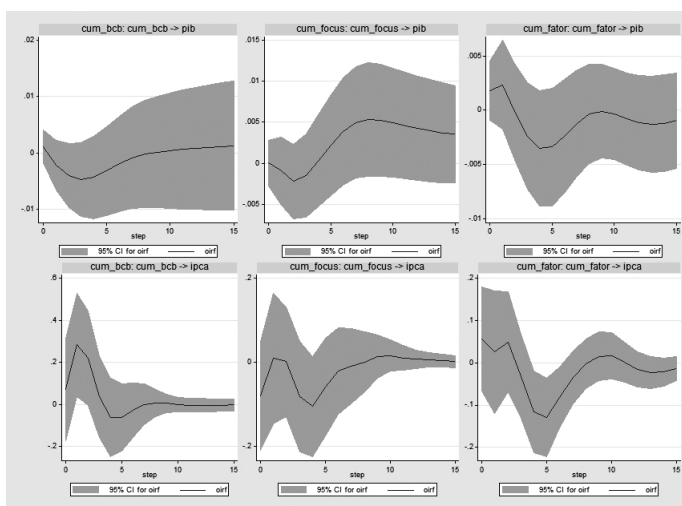 cum_bcb: cum_bcb -> pib
cum_focus: cum_focus -> pib
cum_fator: cum_fator -> pib
.02
.01
0
-.01
0 5 10 15
step
95% CI for oirf oirf
.015
.01
.005
0
-.005
0 5 10 15
step
95% CI for oirf oirf
.005
0
-.005
-.01
0 5 10 15
step
95% CI for oirf oirf
cum_bcb: cum_bcb -> ipca
cum_focus: cum_focus -> ipca
cum_fator: cum_fator -> ipca
.6
.4
.2
0
-.2
0 5 10 15
step
95% CI for oirf oirf
.2
0
-.2
0 5 10 15
step
95% CI for oirf oirf
.2
.1
0
-.1
-.2
0 5 10 15
step
95% CI for oirf oirf